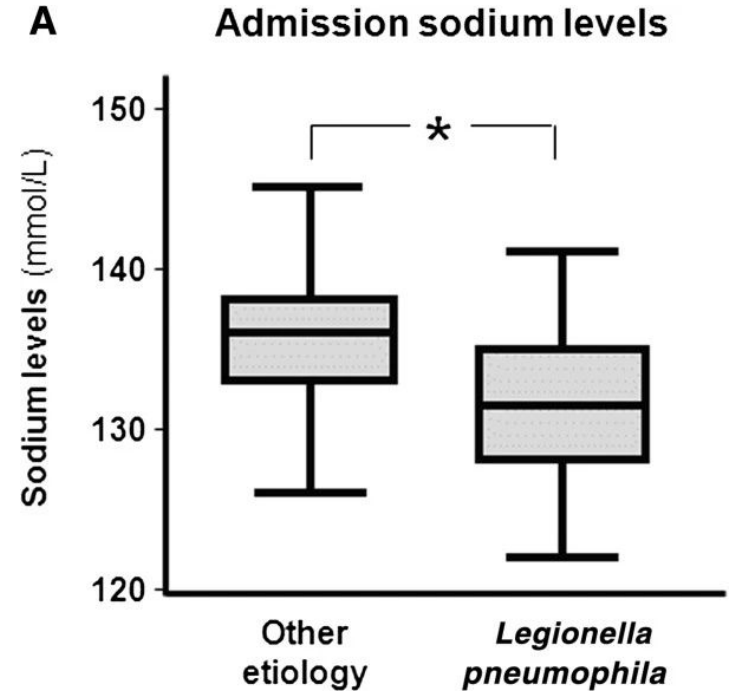 A
Admission sodium levels
Sodium levels (mmol/L)
150
140
130
120
*
Other
etiology
Legionella
pneumophila